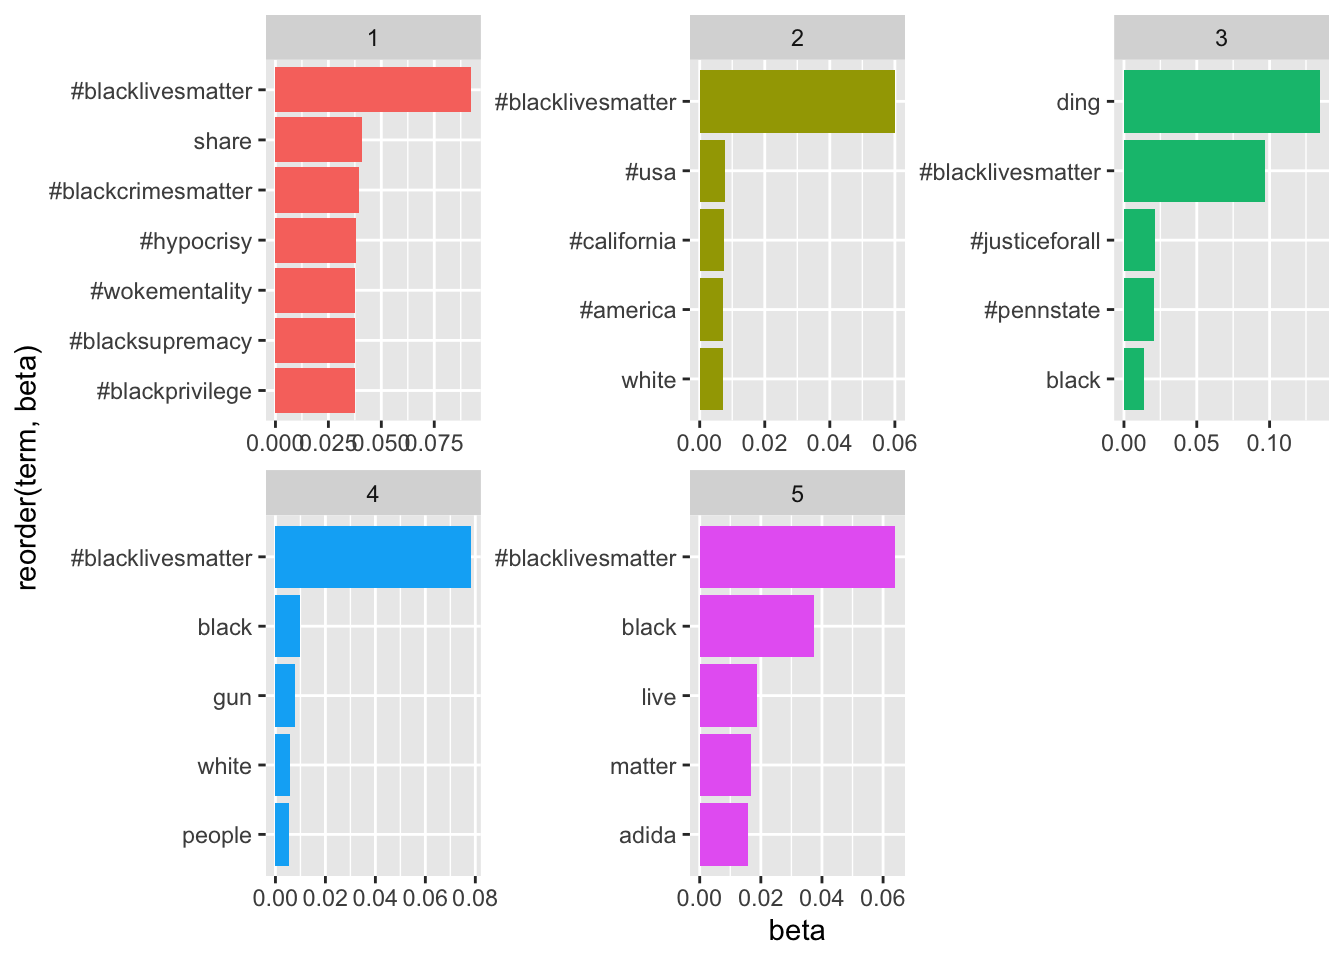 1
#blacklivesmatter
share
#blackcrimesmatter
#hypocrisy
#wokementality
#blacksupremacy
#blackprivilege
0.000 0.025 0.050 0.075
2
#blacklivesmatter
#usa
#california
#america
white
0.00 0.02 0.04 0.06
3
ding
#blacklivesmatter
#justiceforall
#pennstate
black
0.00 0.05 0.10
4
#blacklivesmatter
black
gun
white
people
0.00 0.02 0.04 0.06 0.08
5
#blacklivesmatter
black
live
matter
adida
0.00 0.02 0.04 0.06
beta
reorder(term, beta)